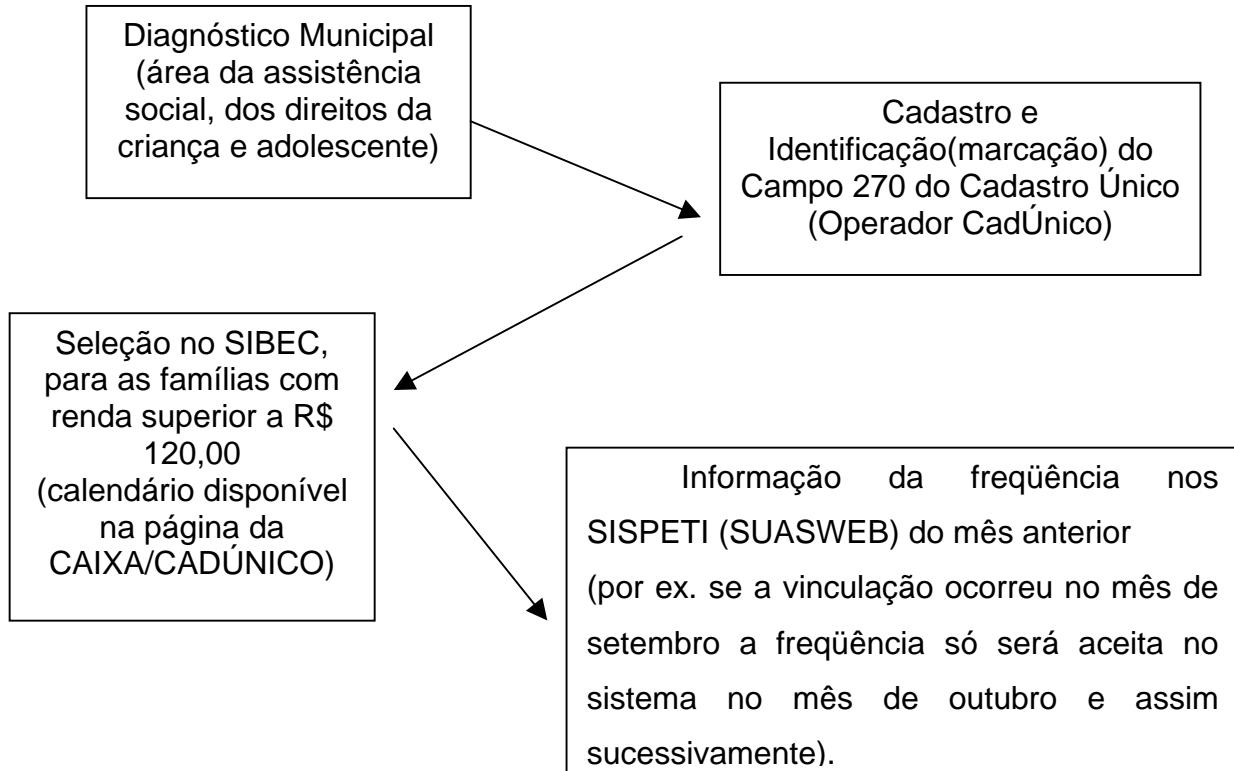 Diagnóstico Municipal
(área da assistência
social, dos direitos da
criança e adolescente)
Cadastro e
Identificação(marcação) do
Campo 270 do Cadastro Único
(Operador CadÚnico)
Seleção no SIBEC,
para as famílias com
renda superior a R$
120,00
(calendário disponível
na página da
CAIXA/CADÚNICO)
Informação da freqüência nos
SISPETI (SUASWEB) do mês anterior
(por ex. se a vinculação ocorreu no mês de
setembro a freqüência só será aceita no
sistema no mês de outubro e assim
sucessivamente).